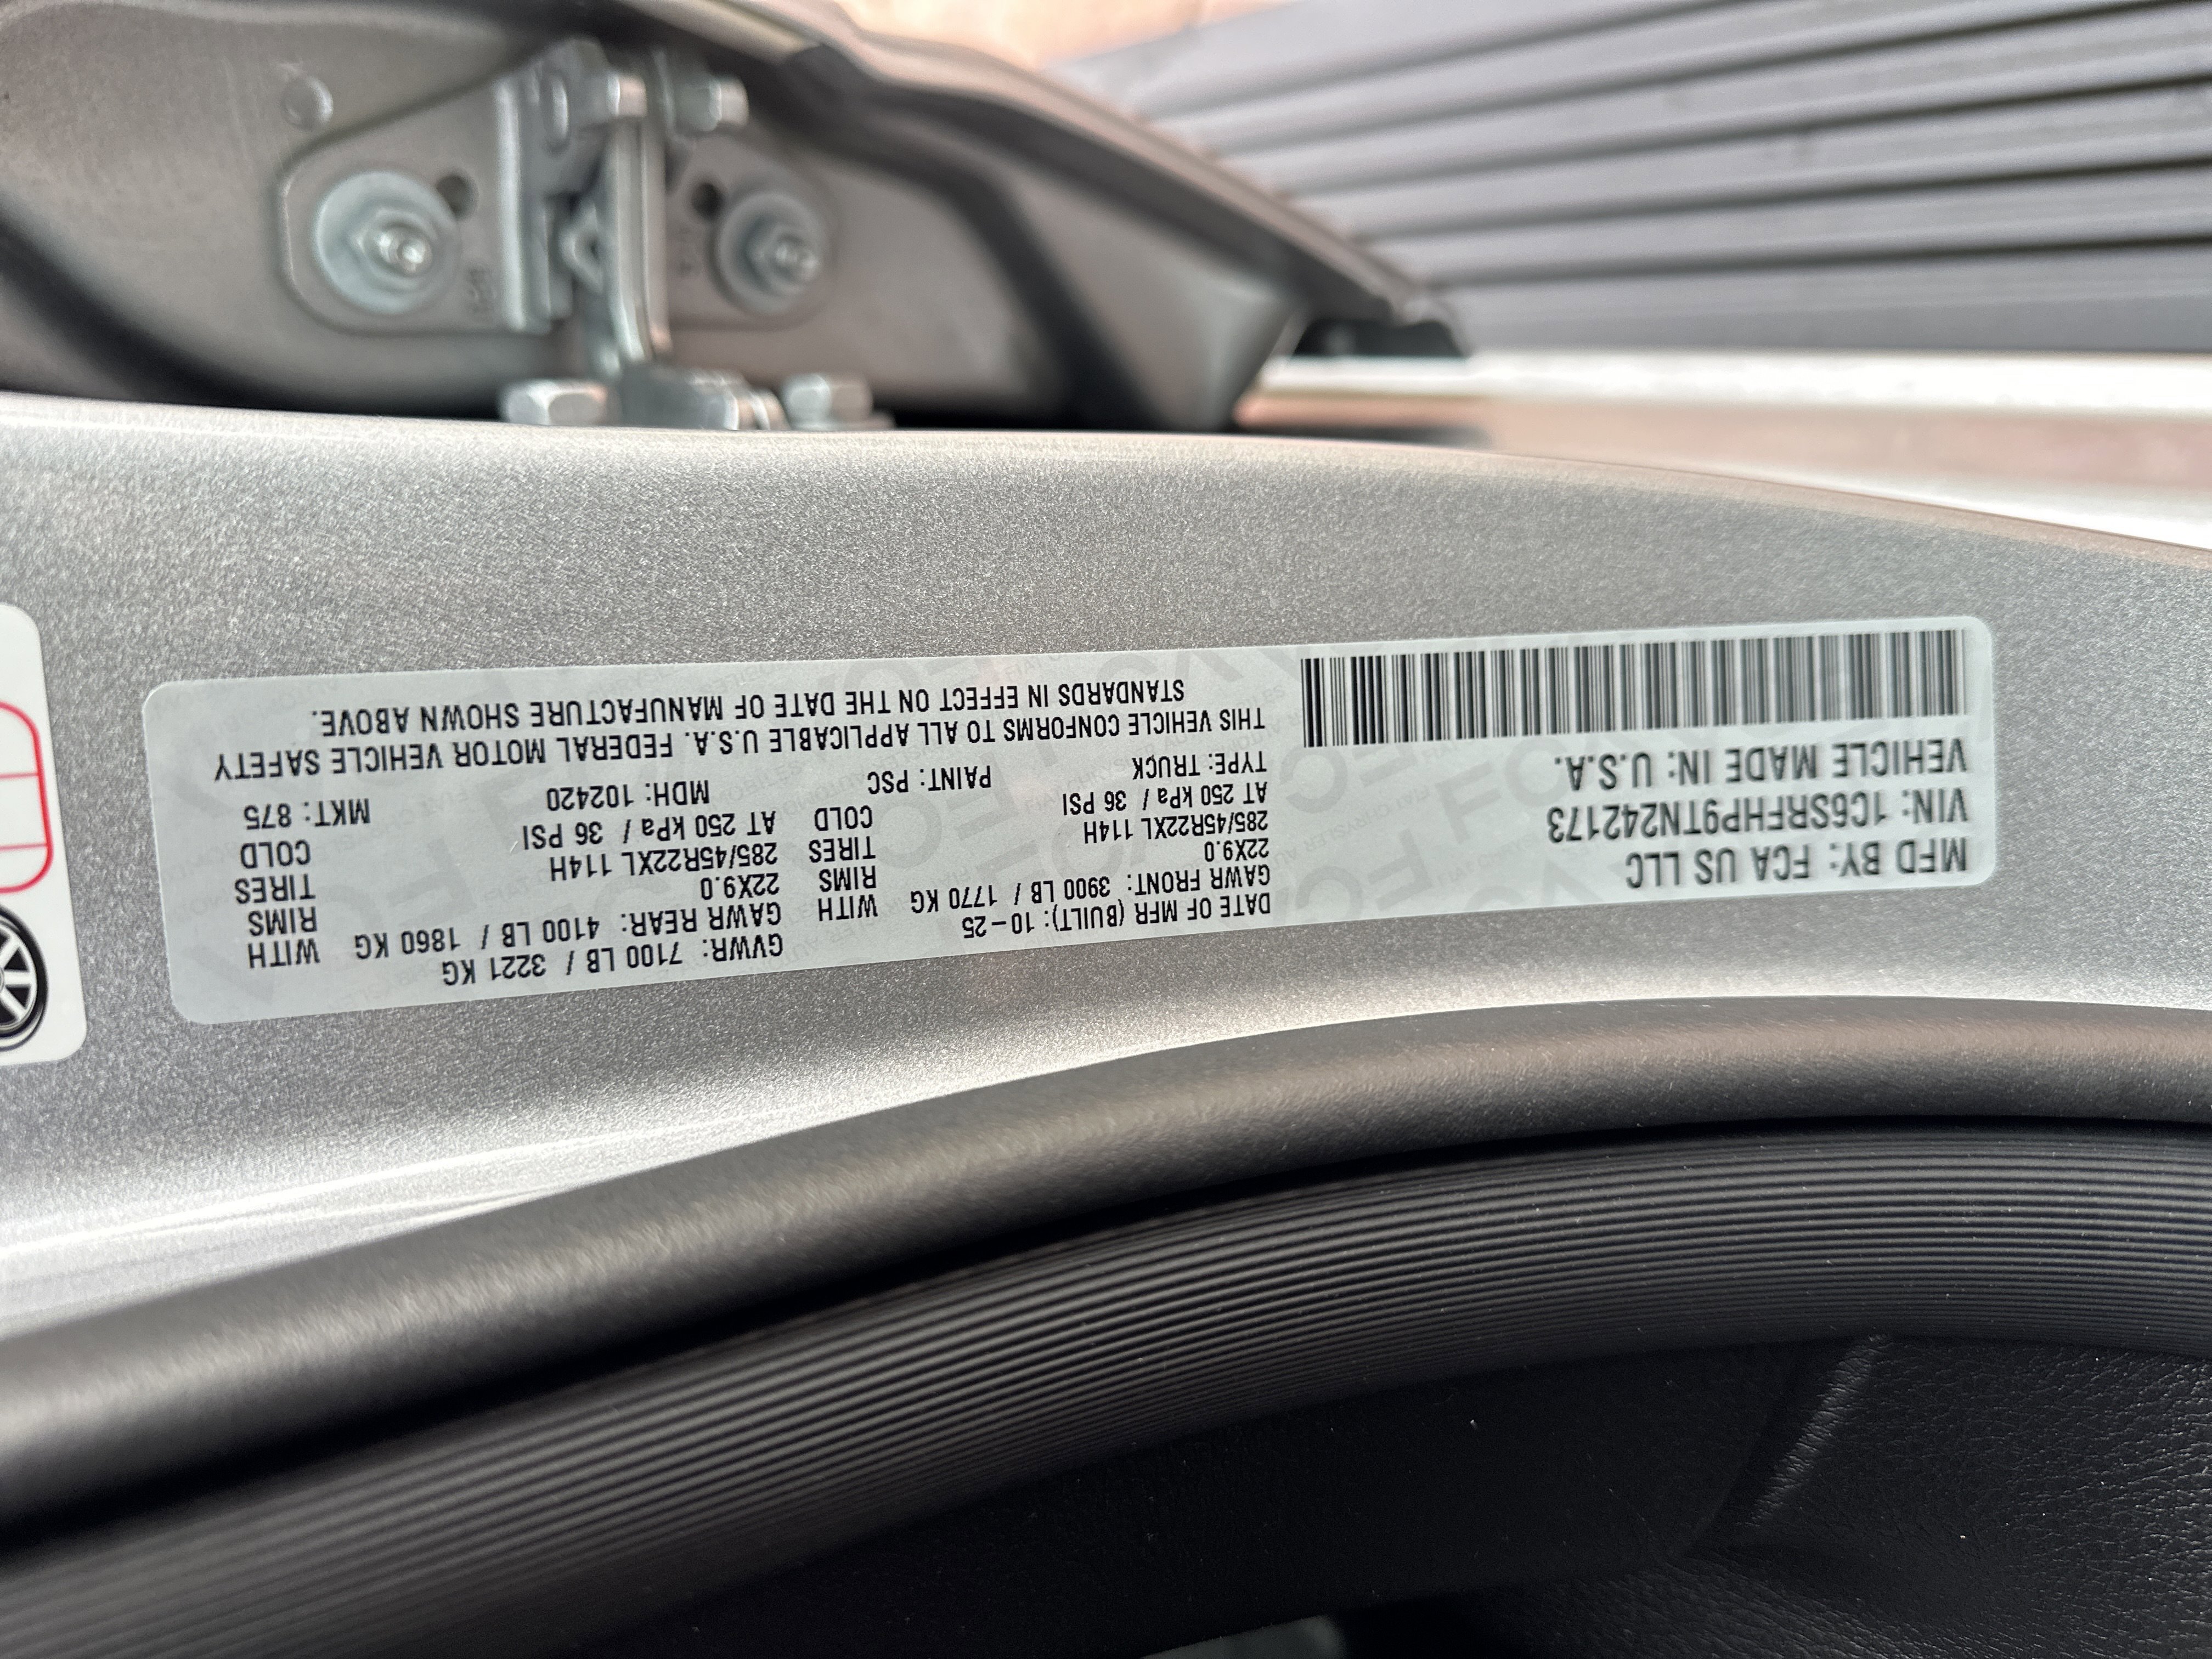 MFD BY: FCA US LLC
VIN: 1C6SRFHP9TN242173
VEHICLE MADE IN: U.S.A.
DATE OF MFR (BUILT): 10-25 GVWR: 7100 LB / 3221 KG
GAWR FRONT: 3900 LB / 1770 KG WITH GAWR REAR: 4100 LB / 1860 KG WITH
22X9.0 RIMS 22X9.0 RIMS
285/45R22XL 114H TIRES 285/45R22XL 114H TIRES
AT 250 kPa / 36 PSI COLD AT 250 kPa / 36 PSI COLD
TYPE: TRUCK PAINT: PSC MDH: 102420 MKT: 875
THIS VEHICLE CONFORMS TO ALL APPLICABLE U.S.A. FEDERAL MOTOR VEHICLE SAFETY
STANDARDS IN EFFECT ON THE DATE OF MANUFACTURE SHOWN ABOVE.